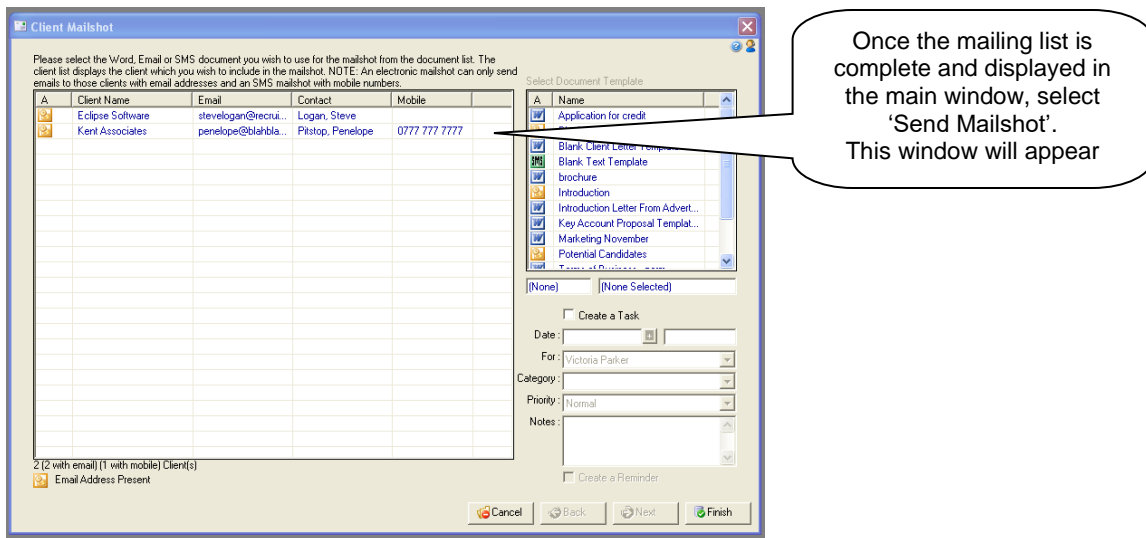 Client Mailshot
Please select the Word, Email or SMS document you wish to use for the mailshot from the document list. The
client list displays the client which you wish to include in the mailshot. NOTE: An electronic mailshot can only send
emails to those clients with email addresses and an SMS mailshot with mobile numbers.
A Client Name Email Contact Mobile
Eclipse Software stevelogan@recrui... Logan, Steve
Kent Associates penelope@blahbla... Pitstop, Penelope 0777 777 7777
2 (2 with email) (1 with mobile) Client(s)
Email Address Present
Select Document Template
A Name
Application for credit
Blank Client Letter
SMS Blank Text Template
brochure
Introduction
Introduction Letter From Advert...
Key Account Proposal Templat...
Marketing November
Potential Candidates
(None) (None Selected)
Create a Task
Date :
For : Victoria Parker
Category :
Priority : Normal
Notes :
Create a Reminder
Cancel Back Next Finish
Once the mailing list is
complete and displayed in
the main window, select
‘Send Mailshot’.
This window will appear